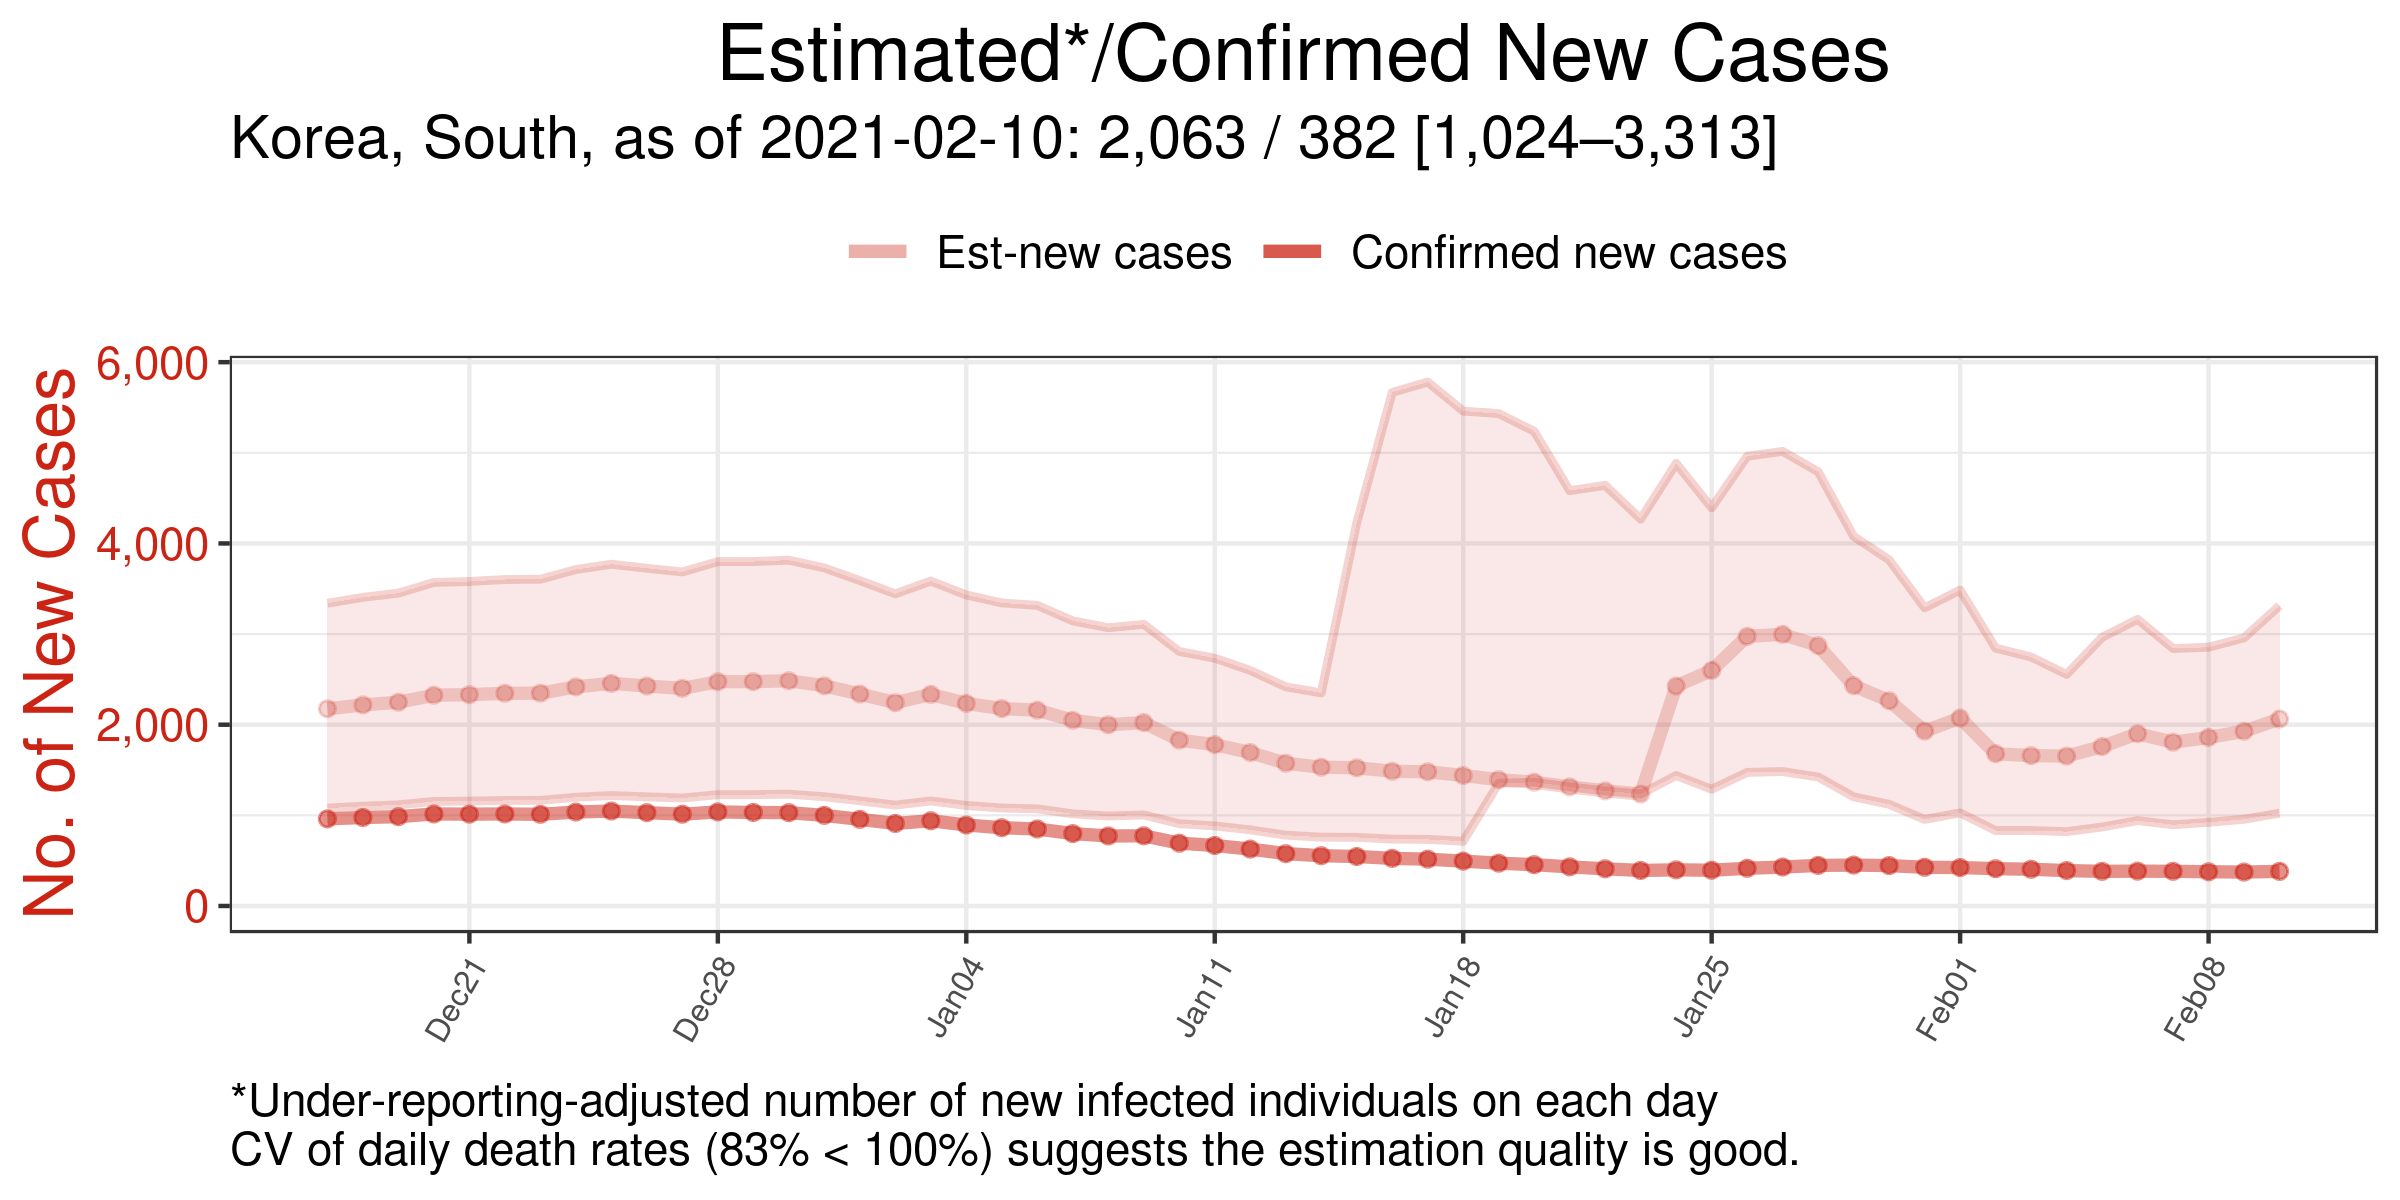 Estimated*/Confirmed New Cases
Korea, South, as of 2021-02-10: 2,063 / 382 [1,024–3,313]
Est-new cases Confirmed new cases
No. of New Cases
6,000
4,000
2,000
0
Dec21 Dec28 Jan04 Jan11 Jan18 Jan25 Feb01 Feb08
*Under-reporting-adjusted number of new infected individuals on each day
CV of daily death rates (83% < 100%) suggests the estimation quality is good.